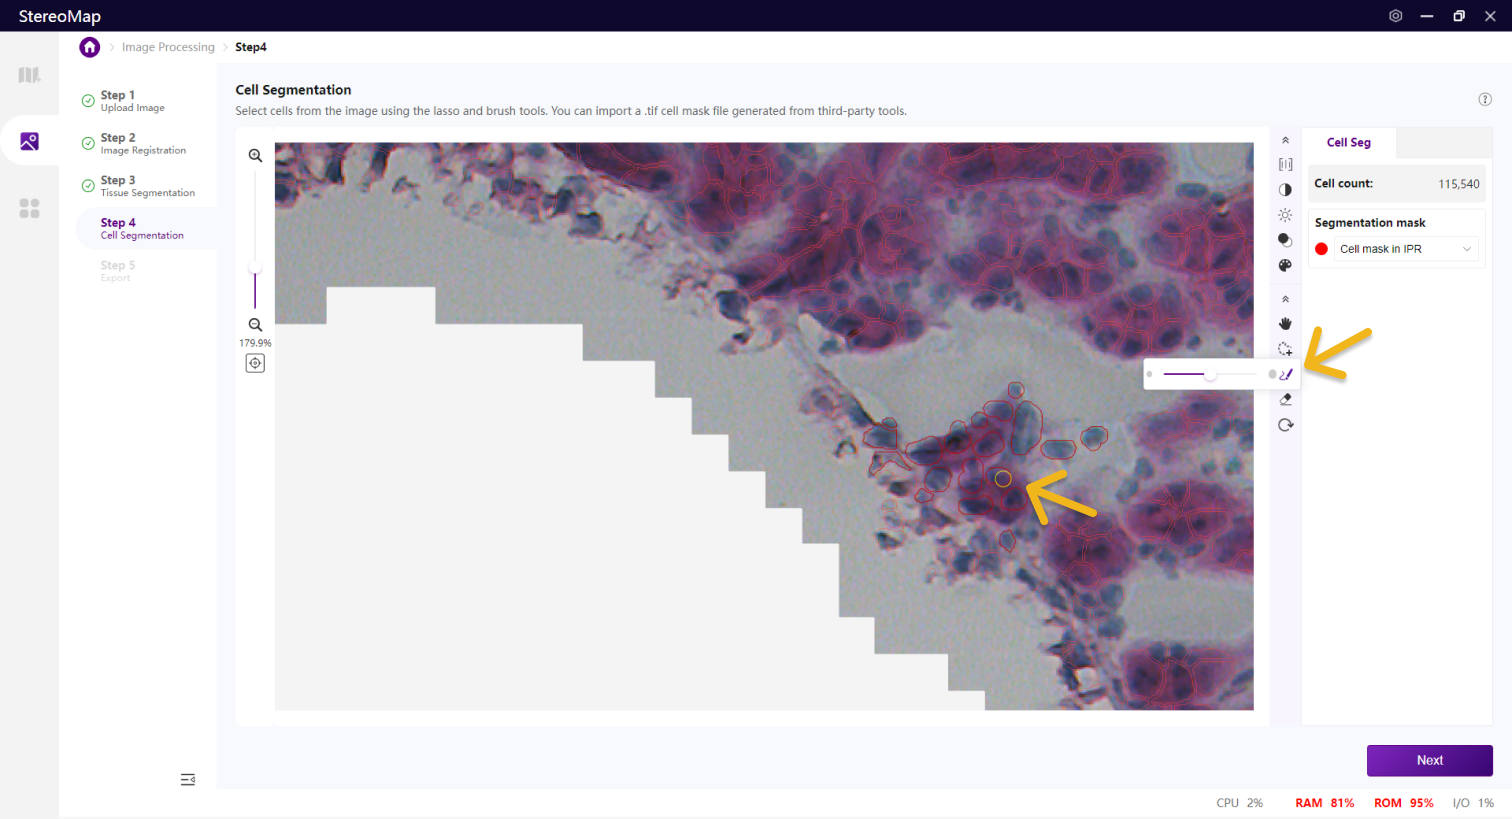 StereoMap
Image Processing
Step4
Step 1
Upload Image
Step 2
Image Registration
Step 3
Tissue Segmentation
Step 4
Cell Segmentation
Step 5
Export
Cell Segmentation
Select cells from the image using the lasso and brush tools. You can import a .tif cell mask file generated from third-party tools.
179.9%
Cell Seg
Cell count: 115,540
Segmentation mask
Cell mask in IPR
Next
CPU 2% RAM 81% ROM 95% I/O 1%